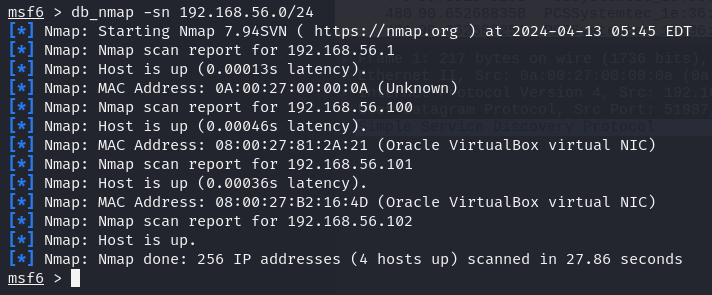 msf6 > db_nmap -sn 192.168.56.0/24
[*] Nmap: Starting Nmap 7.94SVN ( https://nmap.org ) at 2024-04-13 05:45 EDT
[*] Nmap: Nmap scan report for 192.168.56.1
[*] Nmap: Host is up (0.00013s latency).
[*] Nmap: MAC Address: 0A:00:27:00:00:0A (Unknown)
[*] Nmap: Nmap scan report for 192.168.56.100
[*] Nmap: Host is up (0.00046s latency).
[*] Nmap: MAC Address: 08:00:27:81:2A:21 (Oracle VirtualBox virtual NIC)
[*] Nmap: Nmap scan report for 192.168.56.101
[*] Nmap: Host is up (0.00036s latency).
[*] Nmap: MAC Address: 08:00:27:B2:16:4D (Oracle VirtualBox virtual NIC)
[*] Nmap: Nmap scan report for 192.168.56.102
[*] Nmap: Host is up.
[*] Nmap: Nmap done: 256 IP addresses (4 hosts up) scanned in 27.86 seconds
msf6 >